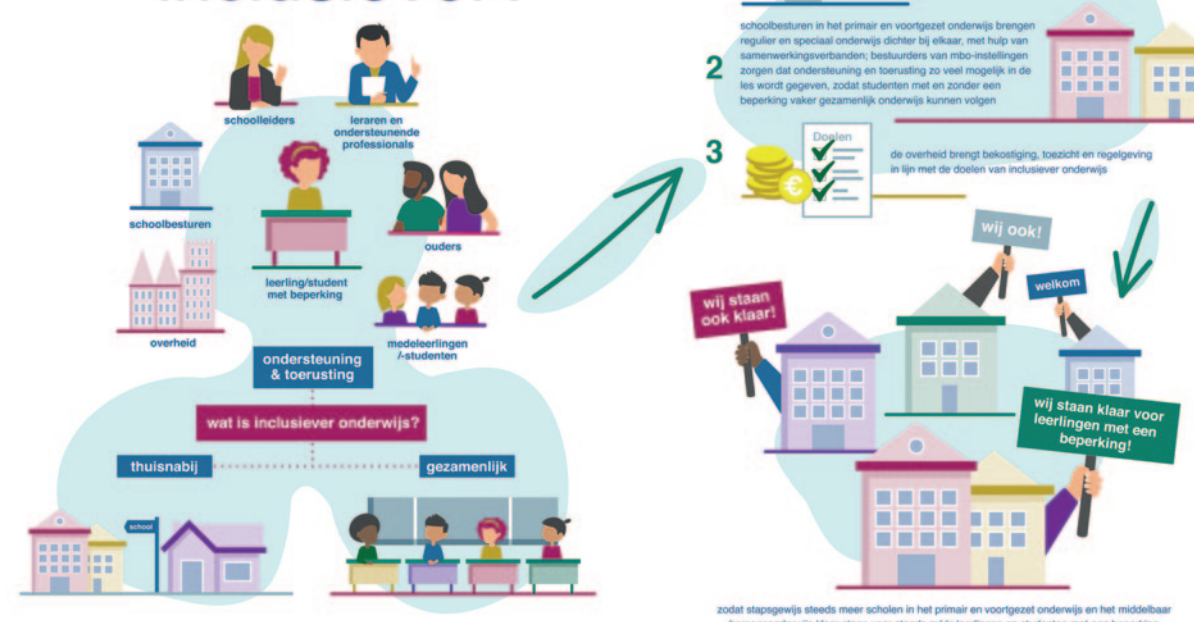 schoolleiders
leraren en
ondersteunende
professionals
schoolbesturen
leerling/student
met beperking
ouders
overheid
medeleerlingen
/-studenten
ondersteuning
& toerusting
wat is inclusiever onderwijs?
thuisnabij
gezamenlijk
school
2
schoolbesturen in het primair en voortgezet onderwijs brengen
regulier en speciaal onderwijs dichter bij elkaar, met hulp van
samenwerkingsverbanden; bestuurders van mbo-instellingen
zorgen dat ondersteuning en toerusting zo veel mogelijk in de
les wordt gegeven, zodat studenten met en zonder een
beperking vaker gezamenlijk onderwijs kunnen volgen
3
Doelen
de overheid brengt bekostiging, toezicht en regelgeving
in lijn met de doelen van inclusiever onderwijs
wij ook!
welkom
wij staan
ook klaar!
wij staan klaar voor
leerlingen met een
beperking!
zodat stapsgewijs steeds meer scholen in het primair en voortgezet onderwijs en het middelbaar